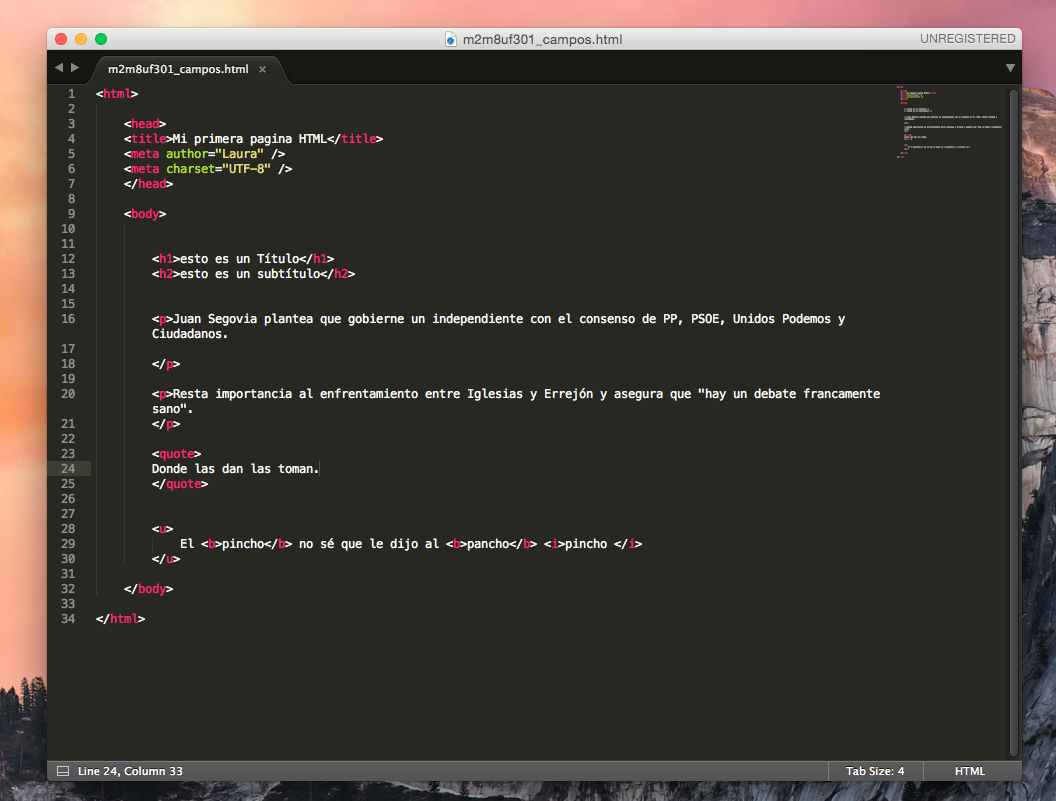 m2m8uf301_campos.html
UNREGISTERED
m2m8uf301_campos.html ×
1 <html>
2
3 <head>
4 <title>Mi primera pagina HTML</title>
5 <meta author="Laura" />
6 <meta charset="UTF-8" />
7 </head>
8
9 <body>
10
11
12 <h1>esto es un Título</h1>
13 <h2>esto es un subtítulo</h2>
14
15
16 <p>Juan Segovia plantea que gobierne un independiente con el consenso de PP, PSOE, Unidos Podemos y
Ciudadanos.
17
18 </p>
19
20 <p>Resta importancia al enfrentamiento entre Iglesias y Errejón y asegura que "hay un debate francamente
sano".
21 </p>
22
23 <quote>
24 Donde las dan las toman.
25 </quote>
26
27
28 <u>
29 El <b>pincho</b> no sé que le dijo al <b>pancho</b> <i>pincho </i>
30 </u>
31
32 </body>
33
34 </html>
Line 24, Column 33
Tab Size: 4
HTML